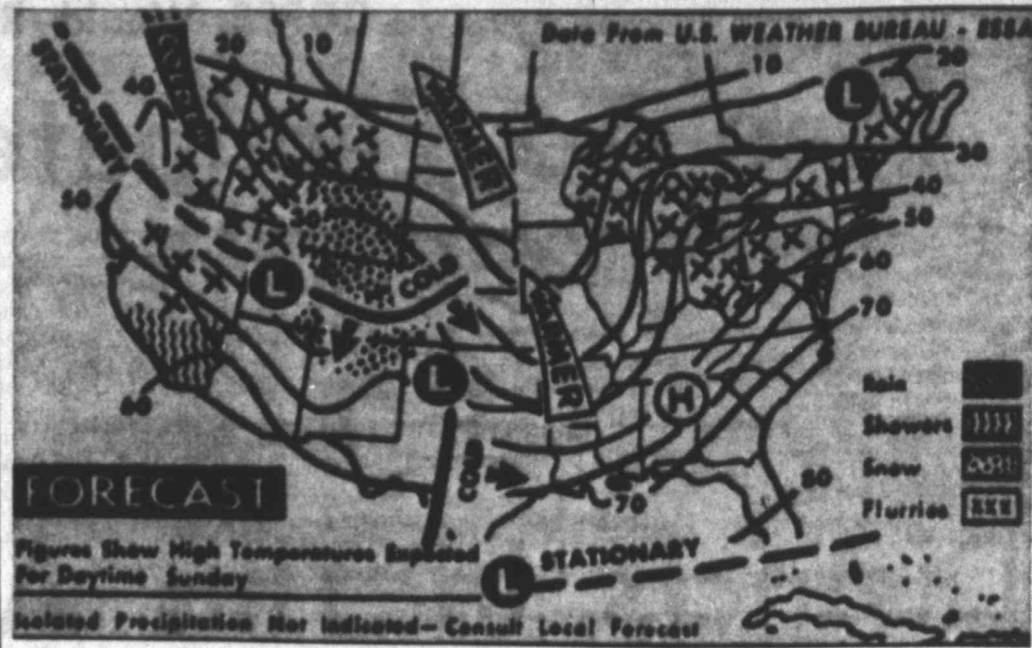 Data From U.S. WEATHER BUREAU - ESSA
STATIONARY
COLDER
20
10
WARMER
10
20
L
40
30
50
40
50
L
COLD
60
WARMER
70
L
H
60
COLD
70
80
Rain
Showers
Snow
Flurries
FORECAST
Figures Show High Temperatures Expected
For Daytime Sunday
L
STATIONARY
Isolated Precipitation Not Indicated— Consult Local Forecast